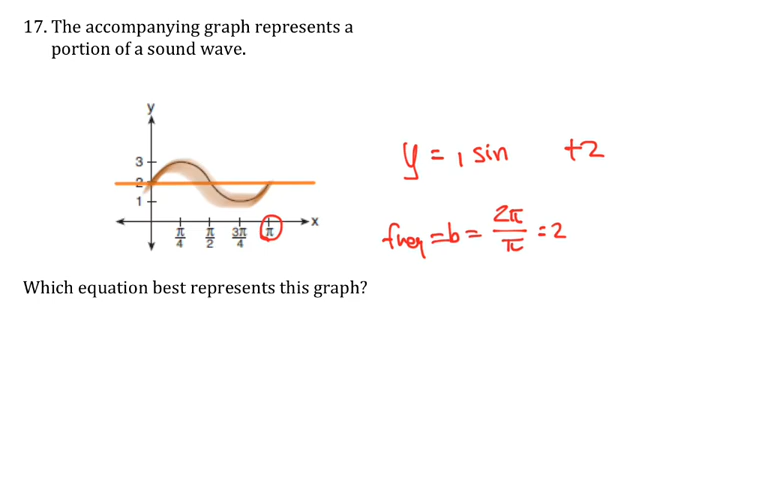 17. The accompanying graph represents a
portion of a sound wave.
y
3
2
1
x
π/4 π/2 3π/4 π
y = 1 sin +2
freq = b = 2π/π = 2
Which equation best represents this graph?